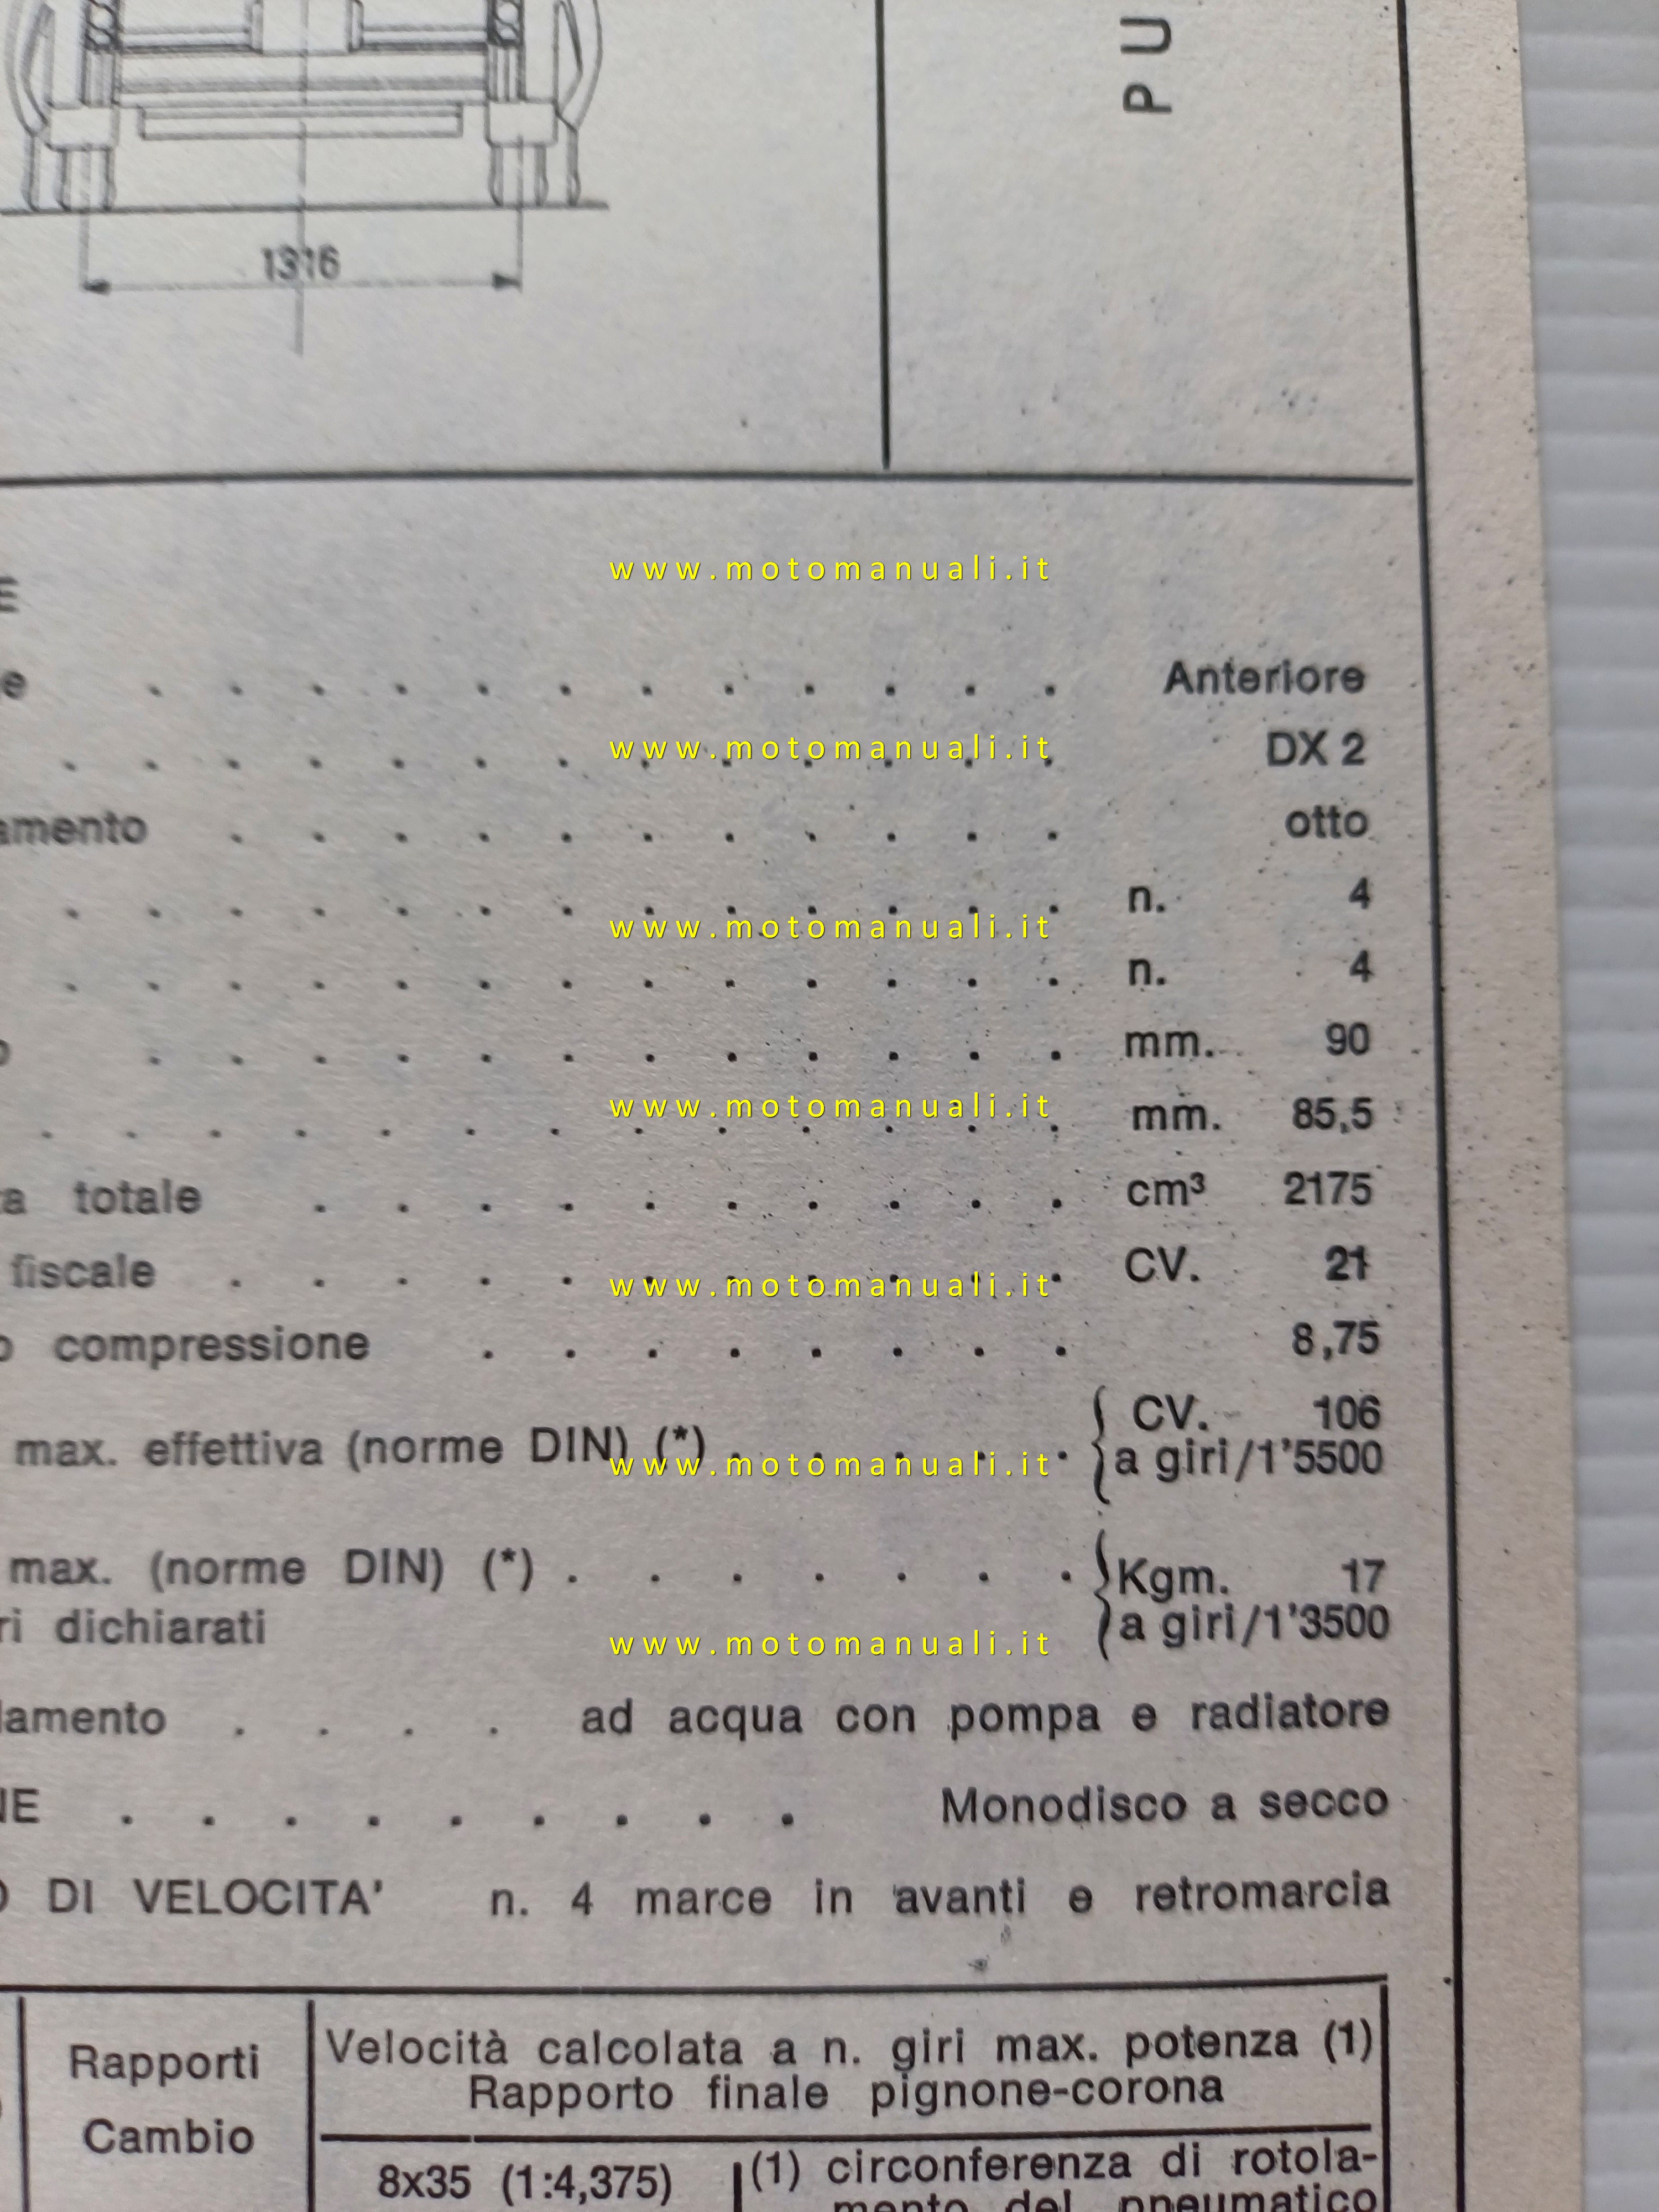 PU
1316
www.motomanuali.it
Anteriore
www.motomanuali.it
DX 2
otto
n. 4
www.motomanuali.it
n. 4
mm. 90
www.motomanuali.it
mm. 85,5
totale cm³ 2175
fiscale CV. 21
www.motomanuali.it
compressione 8,75
max. effettiva (norme DIN) (*) CV. 106
a giri/1'5500
www.motomanuali.it
max. (norme DIN) (*) Kgm. 17
dichiarati a giri/1'3500
www.motomanuali.it
ad acqua con pompa e radiatore
Monodisco a secco
DI VELOCITA' n. 4 marce in avanti e retromarcia
Rapporti
Cambio
Velocità calcolata a n. giri max. potenza (1)
Rapporto finale pignone-corona
8x35 (1:4,375)
(1) circonferenza di rotola-
mento del pneumatico